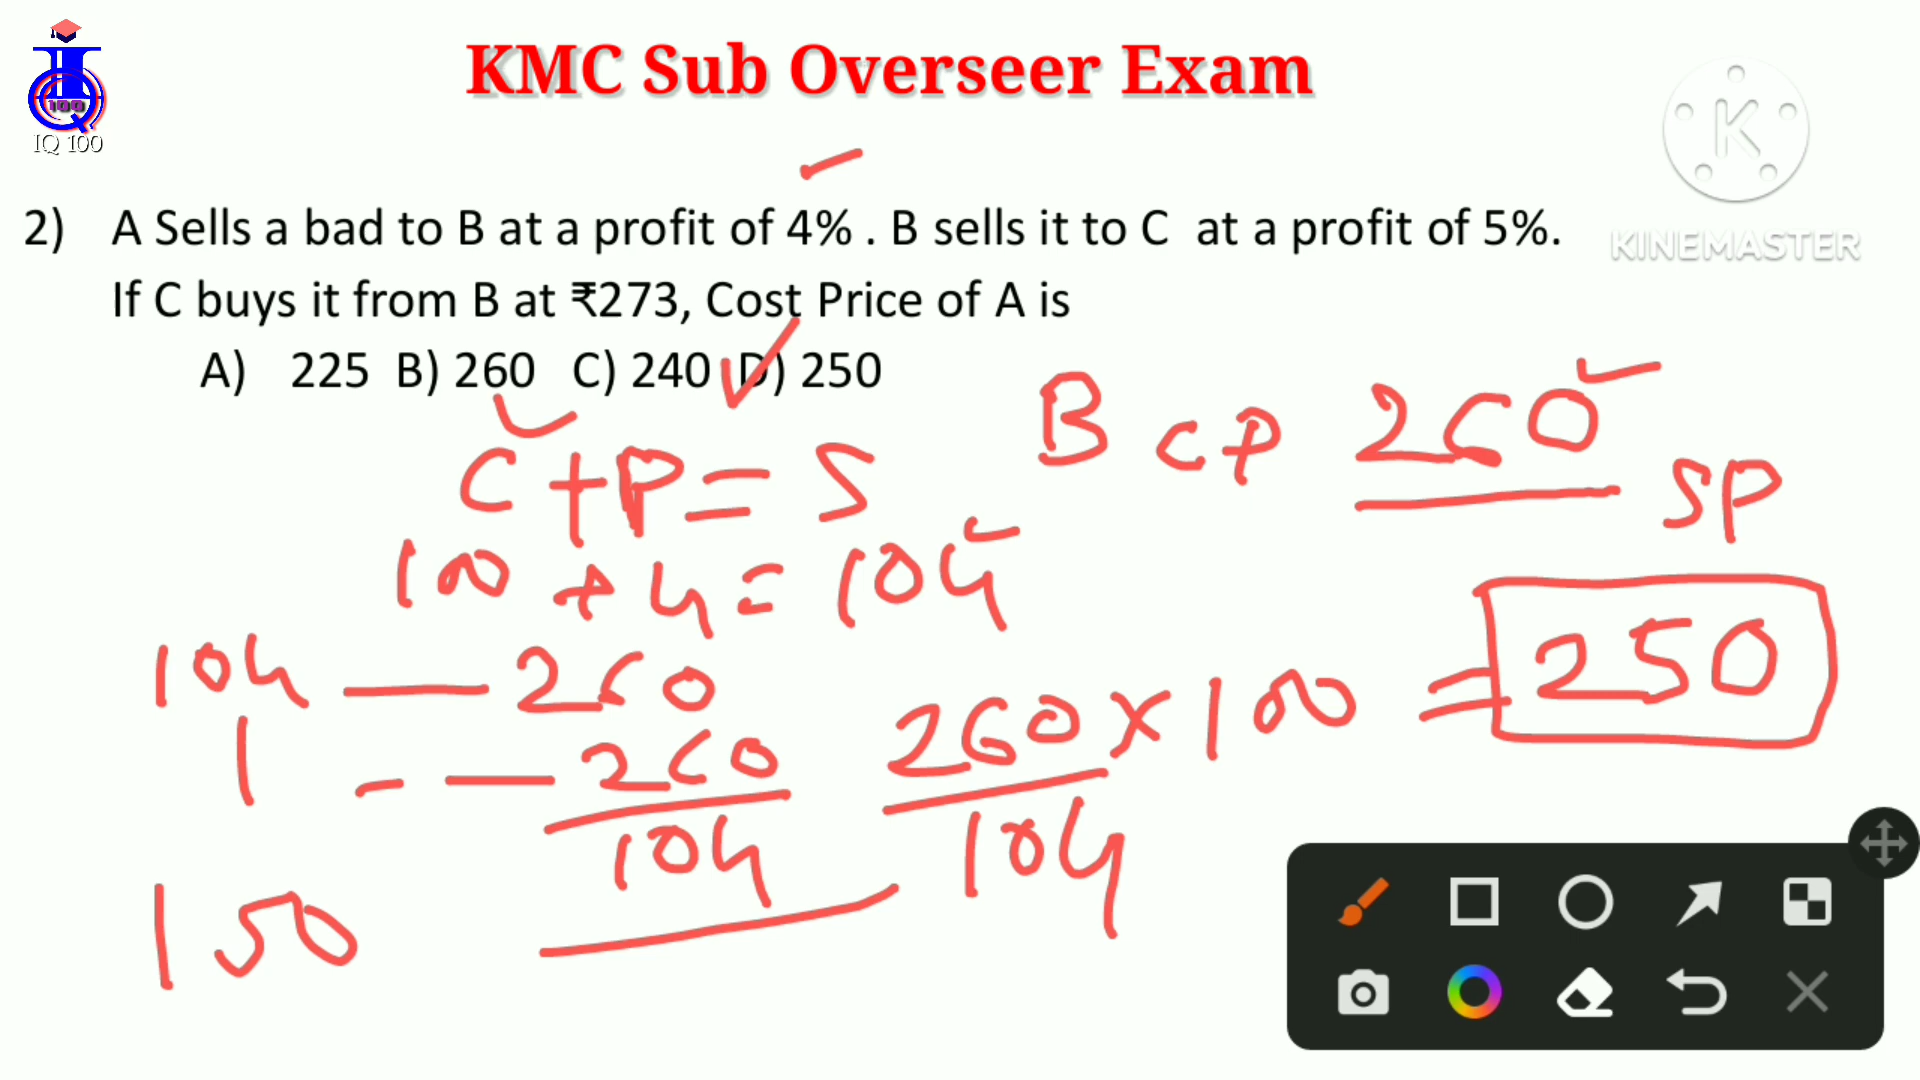 KMC Sub Overseer Exam
100
IQ 100
K
KINEMASTER
2) A Sells a bad to B at a profit of 4% . B sells it to C at a profit of 5%.
If C buys it from B at ₹273, Cost Price of A is
A) 225 B) 260 C) 240 D) 250
B CP 260
C+P=S
SP
100 + 4 = 104
104 — 260
1 - — 260/104
260/104 × 100 = 250
100